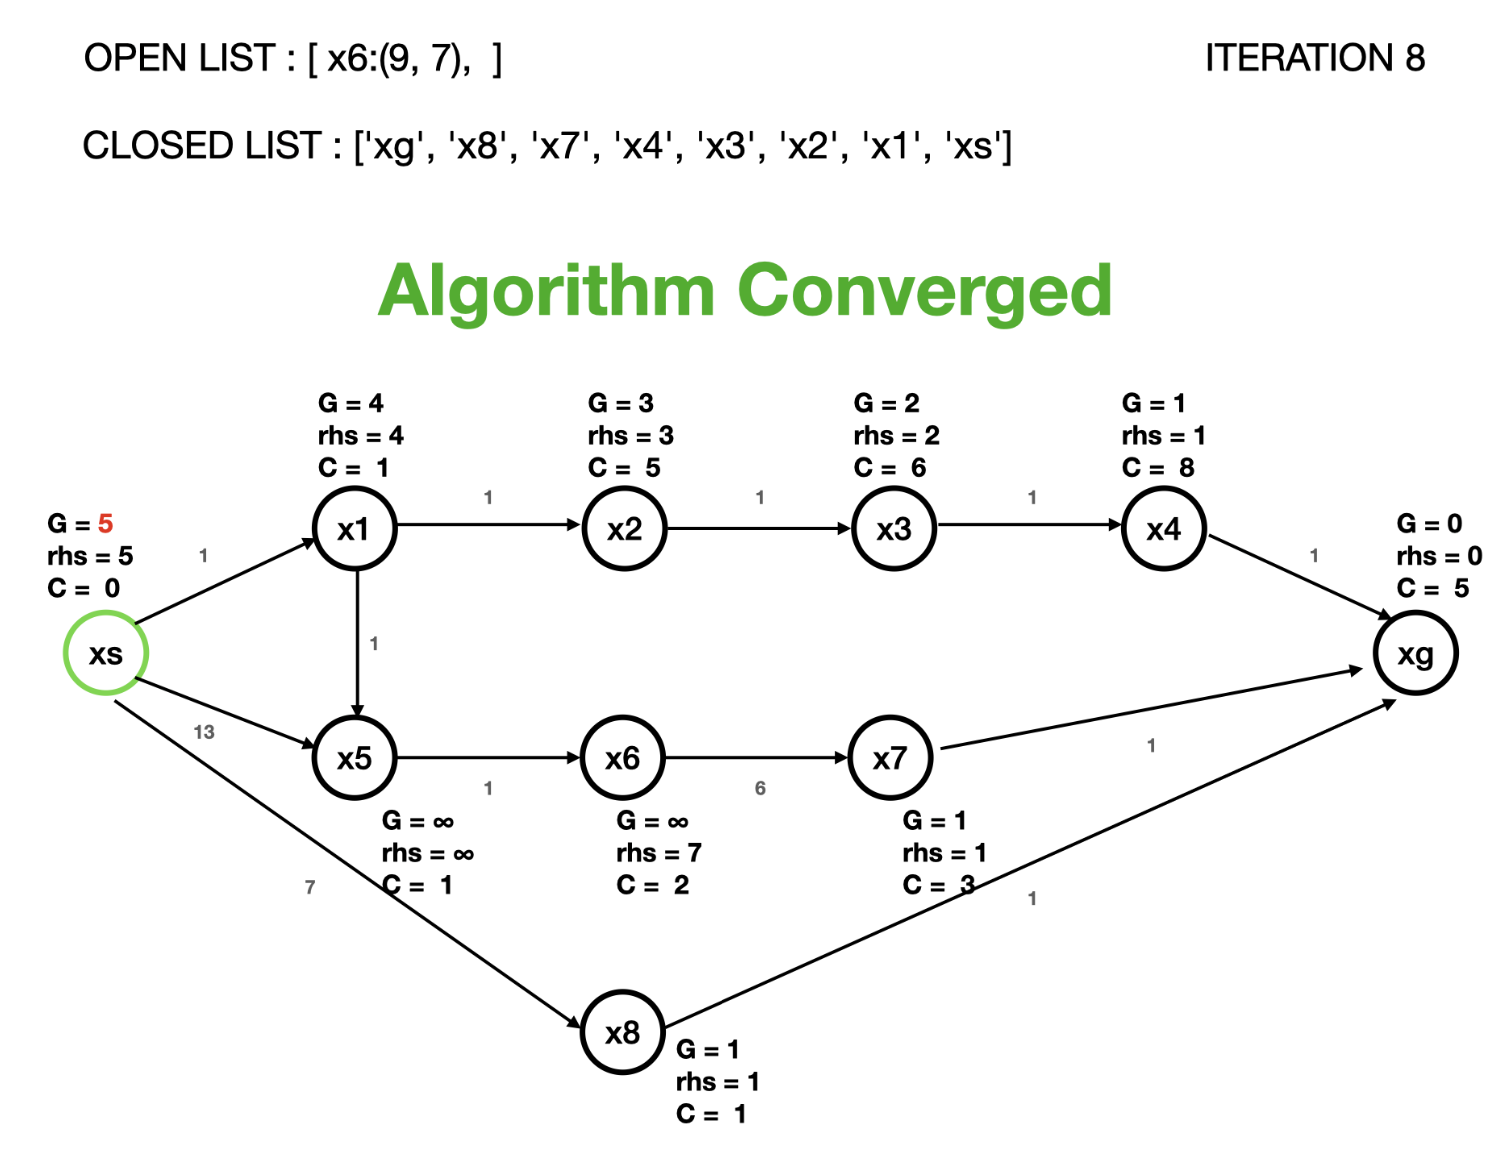 OPEN LIST : [ x6:(9, 7),  ]
ITERATION 8
CLOSED LIST : ['xg', 'x8', 'x7', 'x4', 'x3', 'x2', 'x1', 'xs']
Algorithm Converged
G = 4
rhs = 4
C =  1
G = 3
rhs = 3
C =  5
G = 2
rhs = 2
C =  6
G = 1
rhs = 1
C =  8
G = 5
rhs = 5
C =  0
G = 0
rhs = 0
C =  5
1
1
1
1
1
x1
x2
x3
x4
xs
xg
1
13
1
x5
x6
x7
1
6
G = ∞
rhs = ∞
C =  1
G = ∞
rhs = 7
C =  2
G = 1
rhs = 1
C =  3
7
1
x8
G = 1
rhs = 1
C =  1